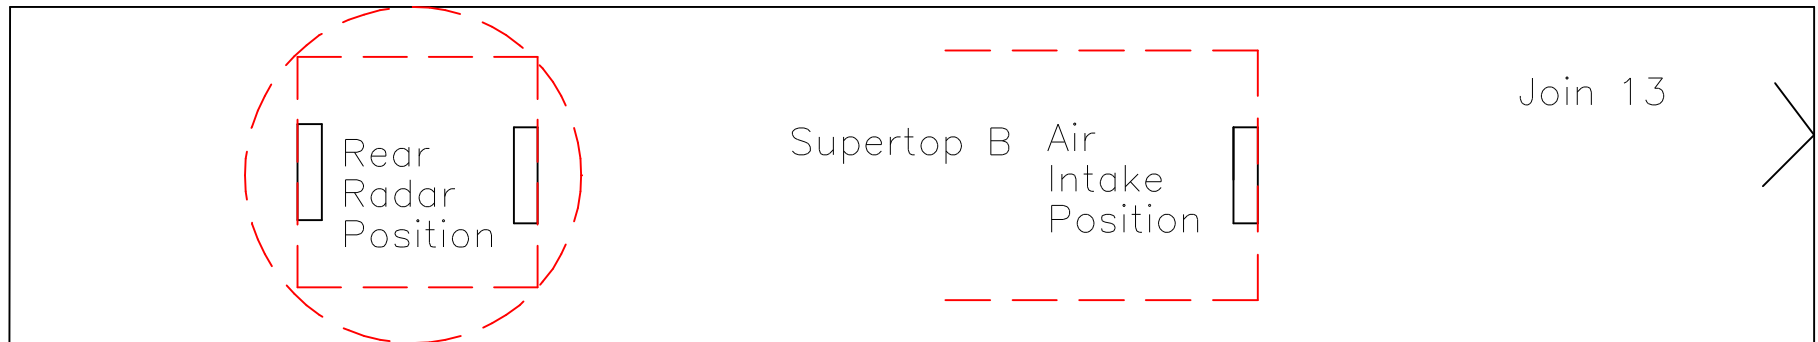 Join 13
Supertop B
Rear
Radar
Position
Air
Intake
Position